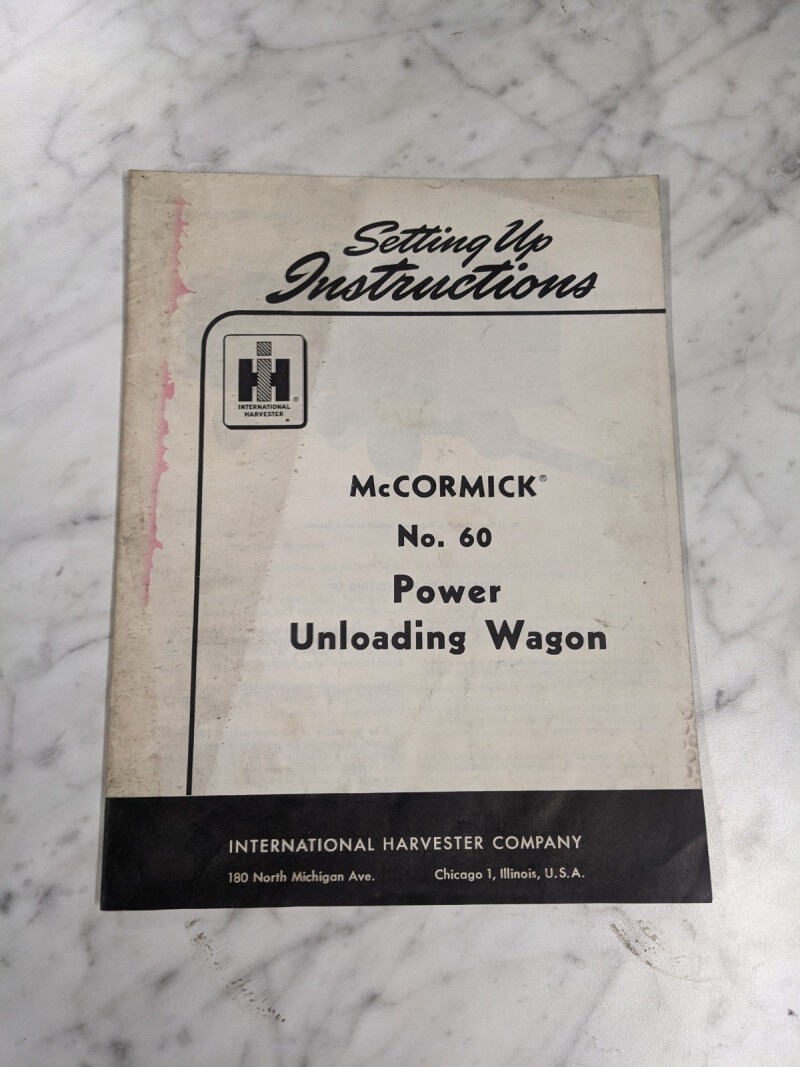 Setting Up
Instructions
IH
®
INTERNATIONAL
HARVESTER
McCORMICK®
No. 60
Power
Unloading Wagon
INTERNATIONAL HARVESTER COMPANY
180 North Michigan Ave. Chicago 1, Illinois, U.S.A.